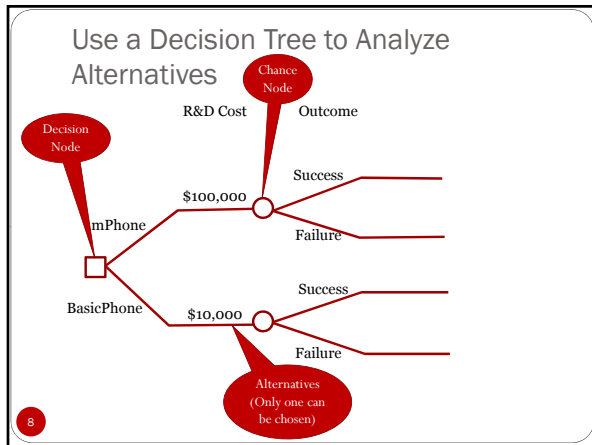 Use a Decision Tree to Analyze
Alternatives
Chance
Node
R&D Cost
Outcome
Decision
Node
Success
$100,000
mPhone
Failure
Success
BasicPhone
$10,000
Failure
Alternatives
(Only one can
be chosen)
8